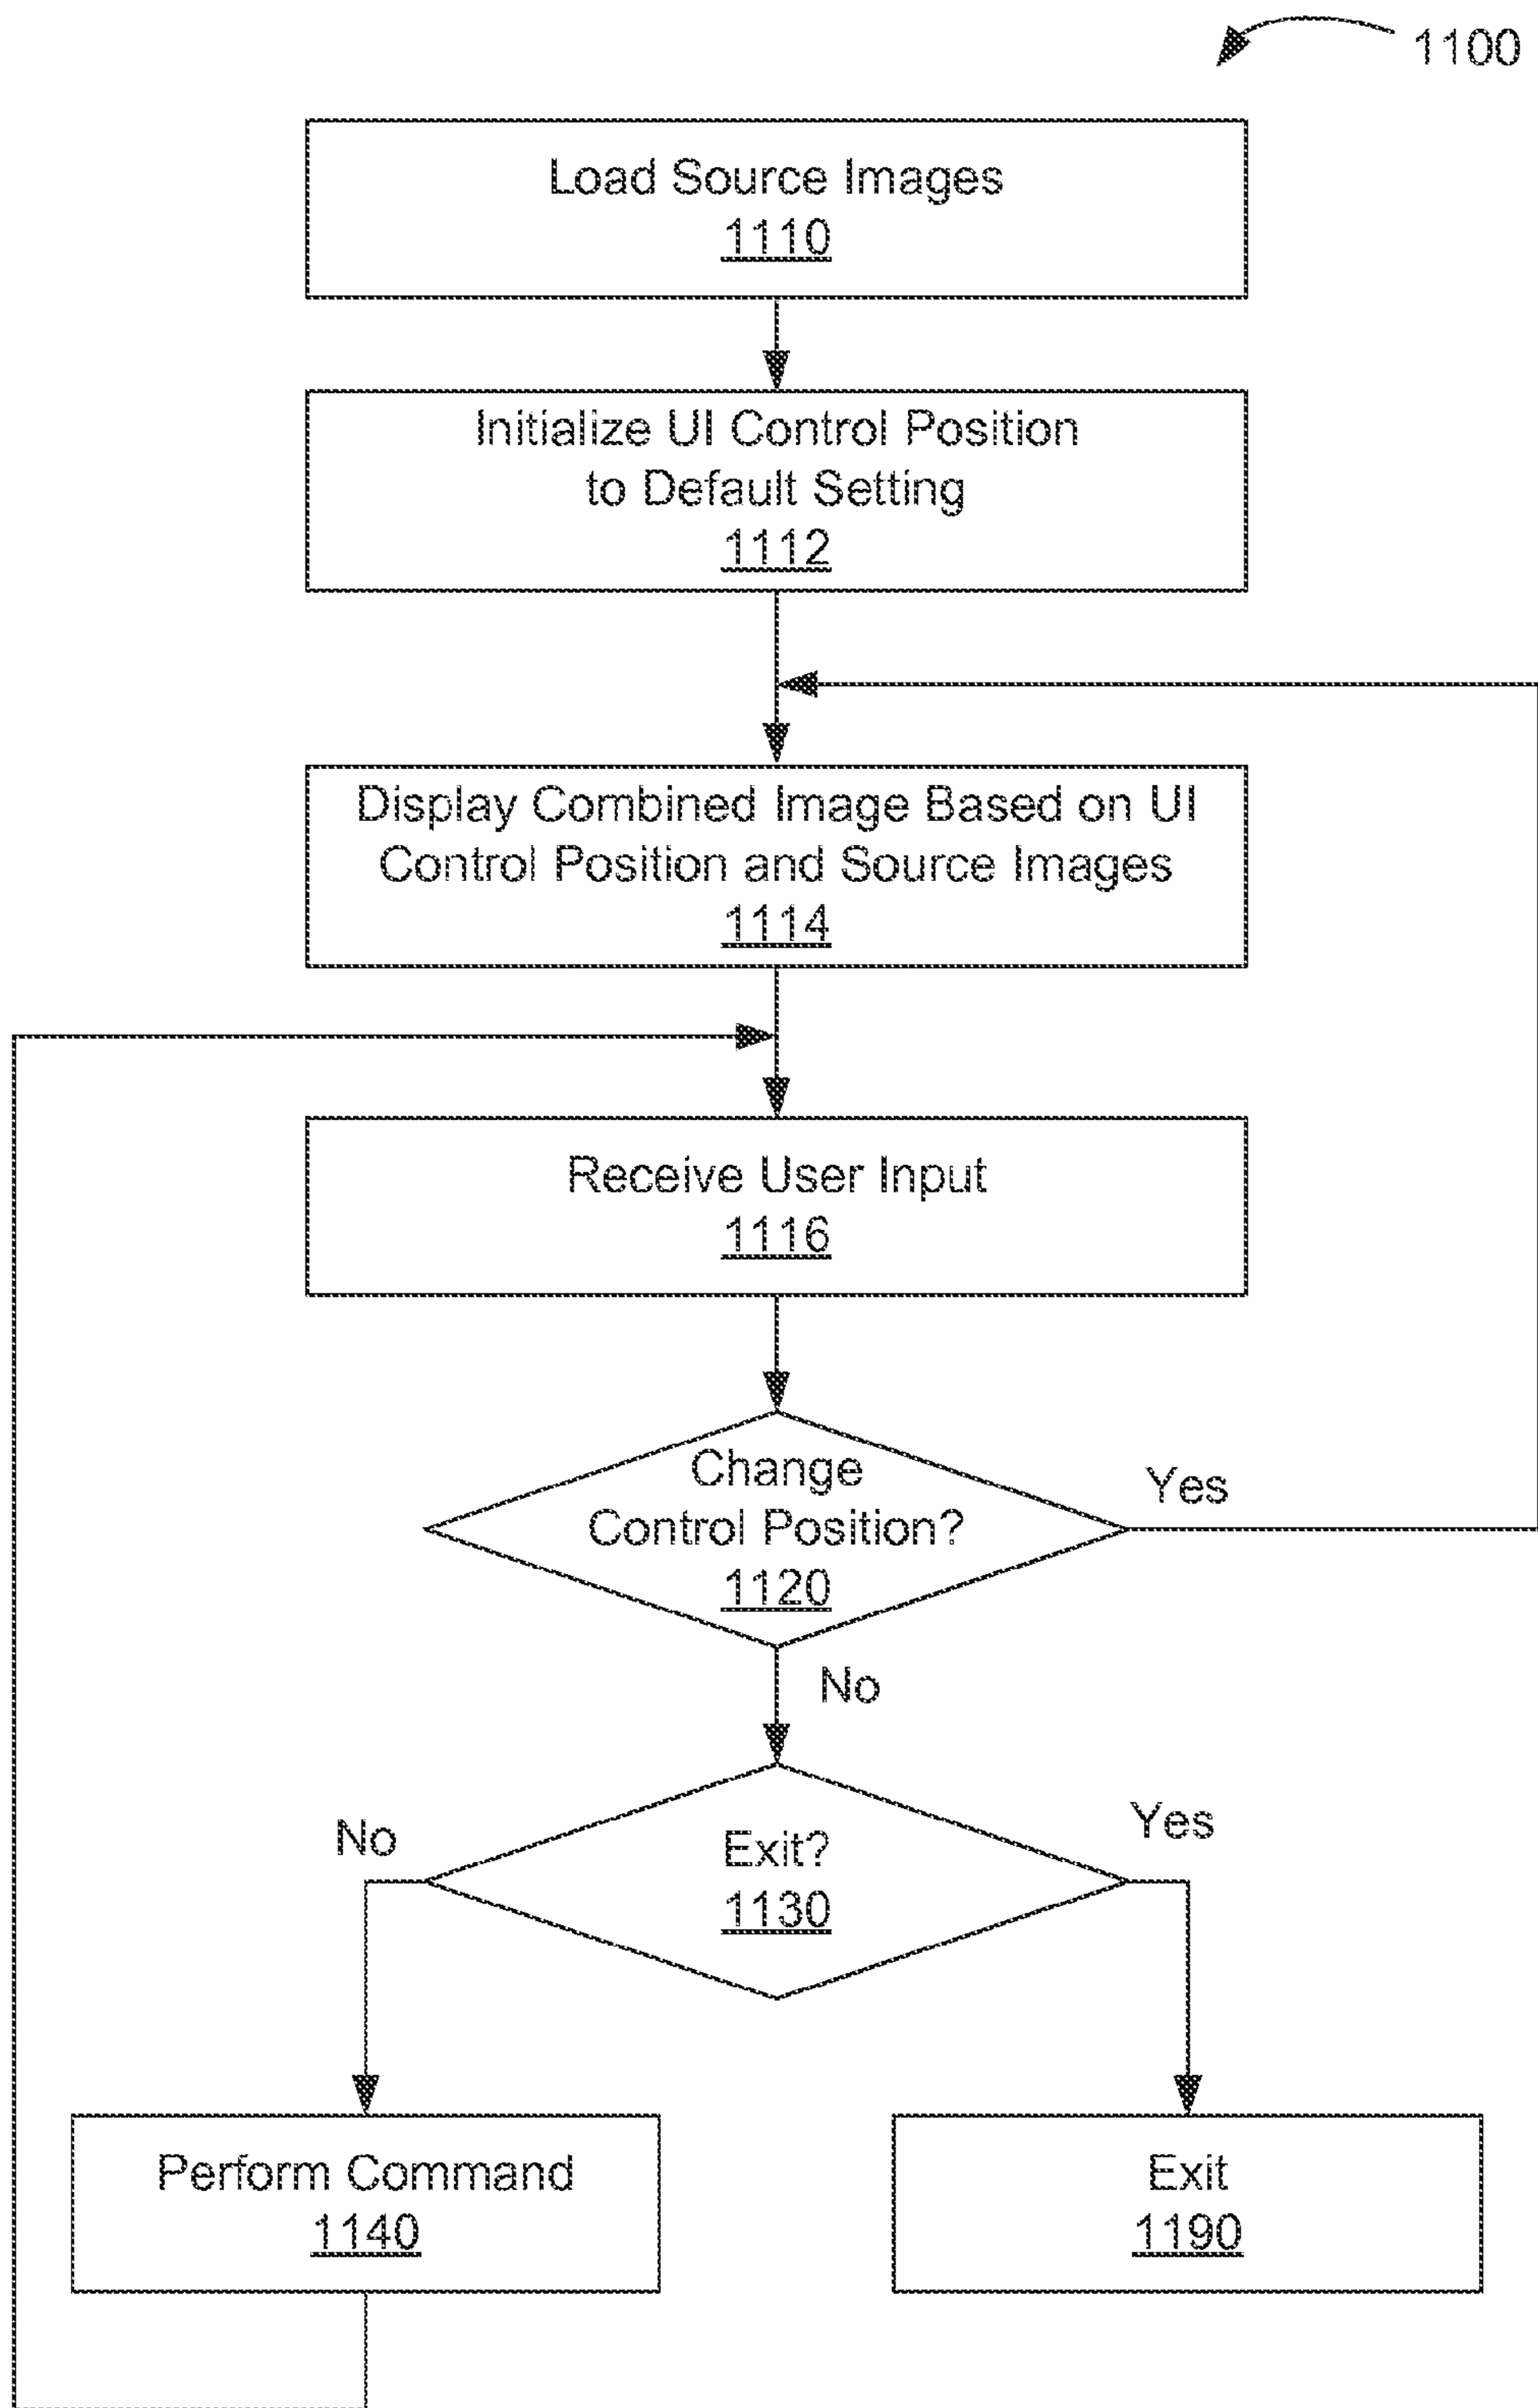 1100
Load Source Images
1110
Initialize UI Control Position
to Default Setting
1112
Display Combined Image Based on UI
Control Position and Source Images
1114
Receive User Input
1116
Change
Control Position?
1120
Yes
No
Exit?
1130
No
Yes
Perform Command
1140
Exit
1190